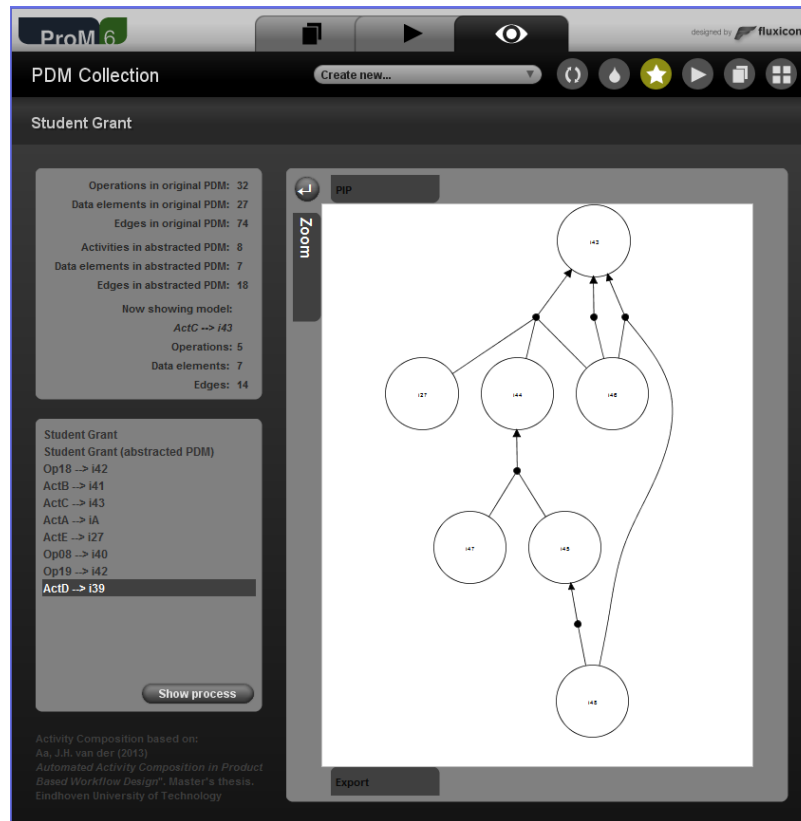 ProM 6
designed by fluxicon
PDM Collection
Create new...
Student Grant
Operations in original PDM: 32
Data elements in original PDM: 27
Edges in original PDM: 74
Activities in abstracted PDM: 8
Data elements in abstracted PDM: 7
Edges in abstracted PDM: 18
Now showing model:
ActC --> i43
Operations: 5
Data elements: 7
Edges: 14
Student Grant
Student Grant (abstracted PDM)
Op18 --> i42
ActB --> i41
ActC --> i43
ActA --> iA
ActE --> i27
Op08 --> i40
Op19 --> i42
ActD --> i39
Show process
Activity Composition based on:
Aa, J.H. van der (2013)
Automated Activity Composition in Product
Based Workflow Design". Master's thesis.
Eindhoven University of Technology
PIP
Zoom
i43
i27
i44
i47
Export